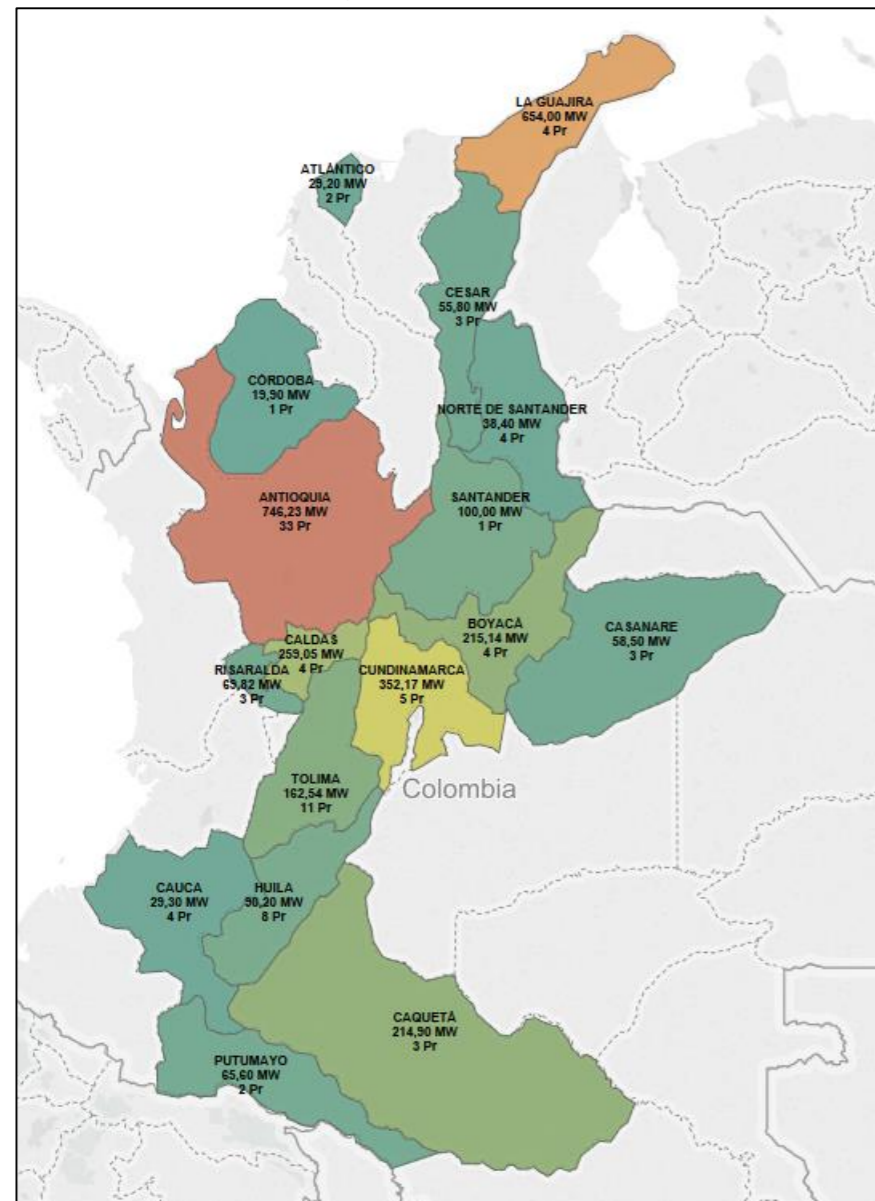 LA GUAJIRA
654,00 MW
4 Pr
ATLÁNTICO
29,20 MW
2 Pr
CESAR
55,80 MW
3 Pr
CÓRDOBA
19,90 MW
1 Pr
NORTE DE SANTANDER
38,40 MW
4 Pr
ANTIOQUIA
746,23 MW
33 Pr
SANTANDER
100,00 MW
1 Pr
BOYACÁ
215,14 MW
4 Pr
CASANARE
58,50 MW
3 Pr
CALDAS
259,05 MW
4 Pr
RISARALDA
69,82 MW
3 Pr
CUNDINAMARCA
352,17 MW
5 Pr
TOLIMA
162,54 MW
11 Pr
Colombia
CAUCA
29,30 MW
4 Pr
HUILA
90,20 MW
8 Pr
CAQUETÁ
214,90 MW
3 Pr
PUTUMAYO
65,60 MW
2 Pr